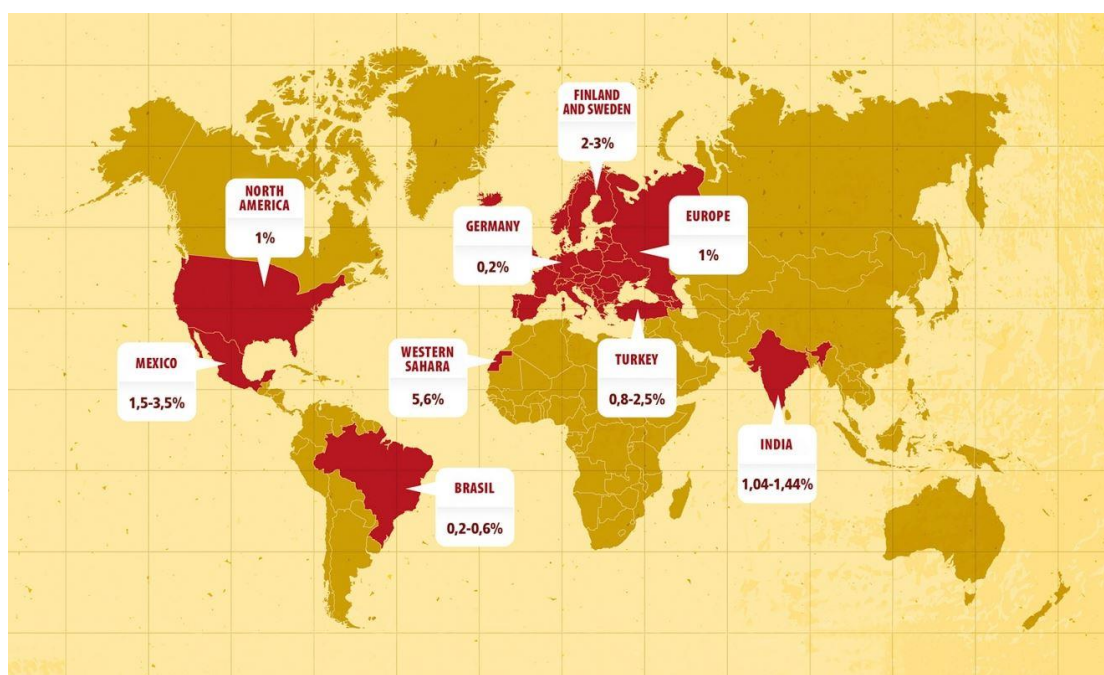 FINLAND
AND SWEDEN
2-3%
NORTH
AMERICA
1%
GERMANY
0,2%
EUROPE
1%
MEXICO
1,5-3,5%
WESTERN
SAHARA
5,6%
TURKEY
0,8-2,5%
INDIA
1,04-1,44%
BRASIL
0,2-0,6%